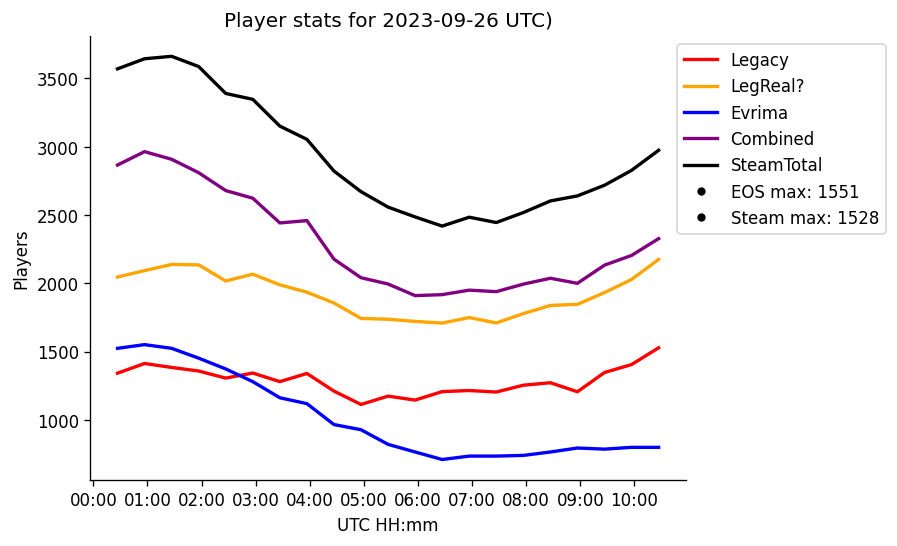 Player stats for 2023-09-26 UTC)
Legacy
LegReal?
Evrima
Combined
SteamTotal
EOS max: 1551
Steam max: 1528
Players
3500
3000
2500
2000
1500
1000
00:00 01:00 02:00 03:00 04:00 05:00 06:00 07:00 08:00 09:00 10:00
UTC HH:mm